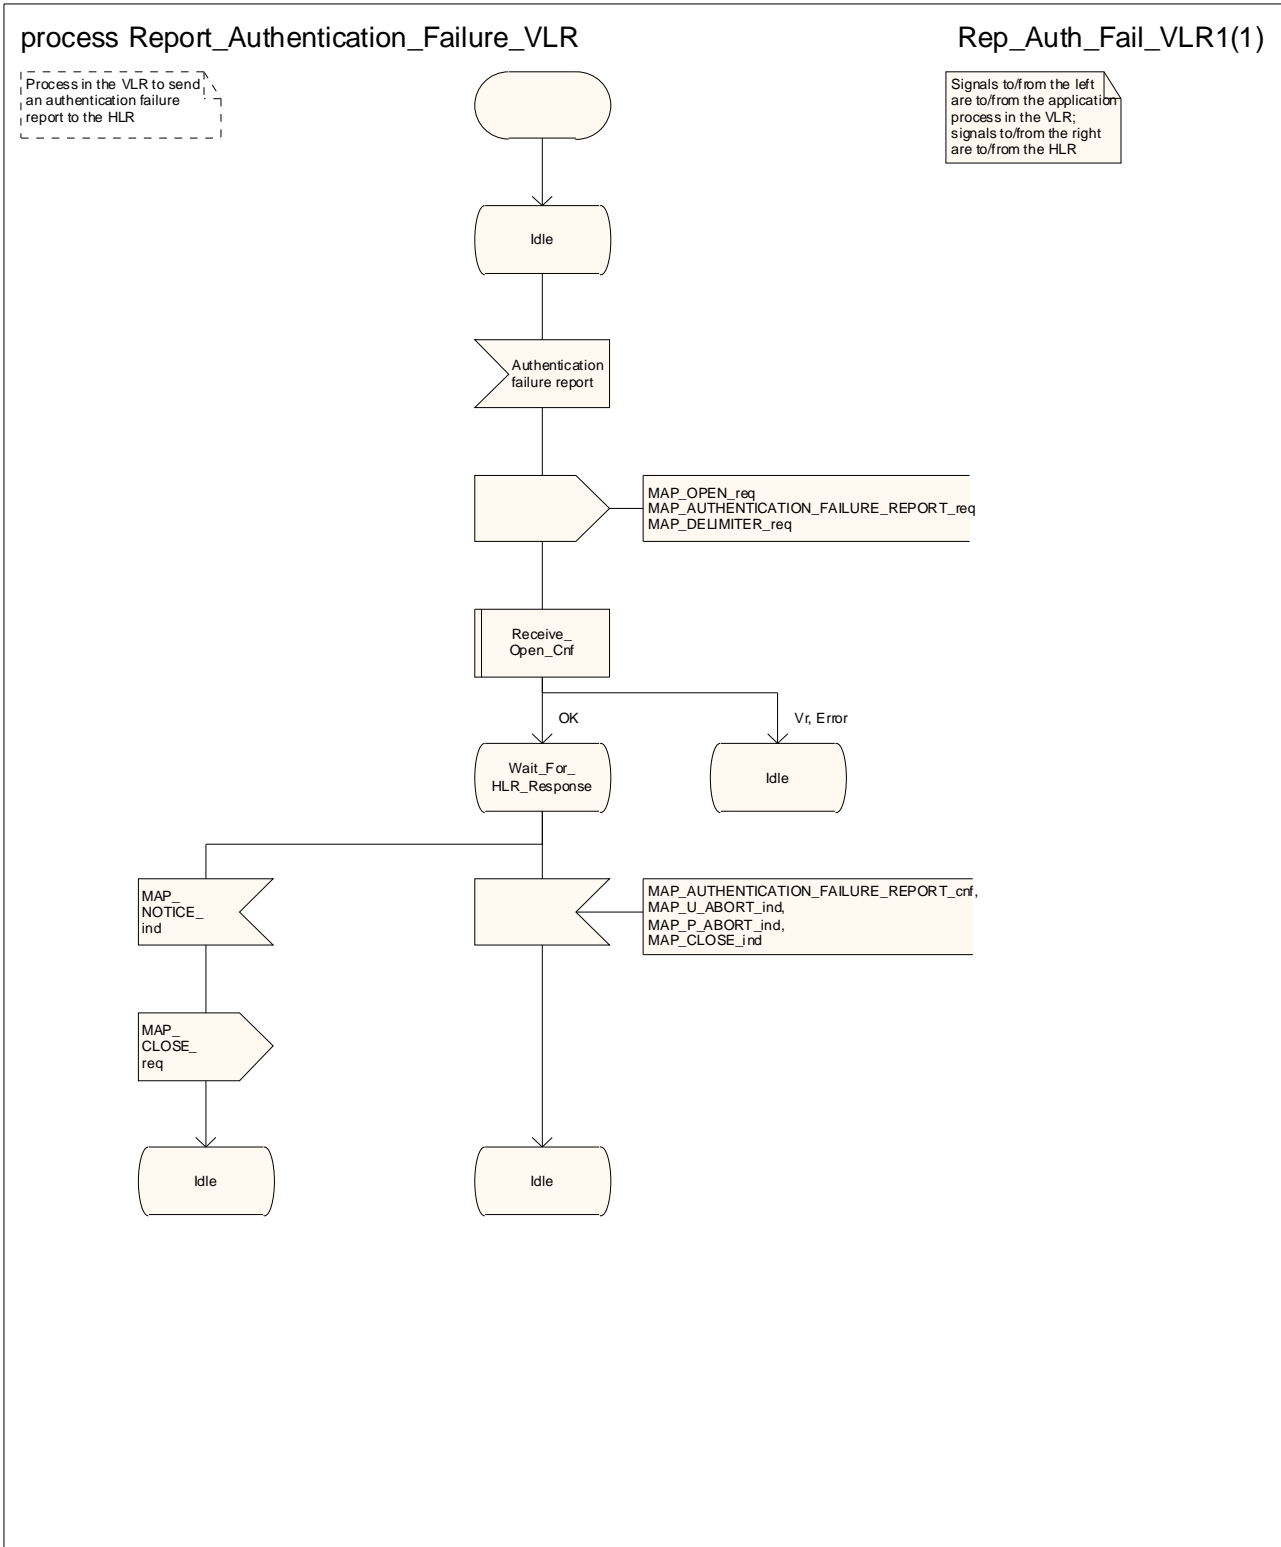 process Report_Authentication_Failure_VLR
Rep_Auth_Fail_VLR1(1)
Process in the VLR to send
an authentication failure
report to the HLR
Signals to/from the left
are to/from the application
process in the VLR;
signals to/from the right
are to/from the HLR
Idle
Authentication
failure report
MAP_OPEN_req
MAP_AUTHENTICATION_FAILURE_REPORT_req
MAP_DELIMITER_req
Receive_
Open_Cnf
OK
Vr, Error
Wait_For_
HLR_Response
Idle
MAP_
NOTICE_
ind
MAP_AUTHENTICATION_FAILURE_REPORT_cnf,
MAP_U_ABORT_ind,
MAP_P_ABORT_ind,
MAP_CLOSE_ind
MAP_
CLOSE_
req
Idle
Idle